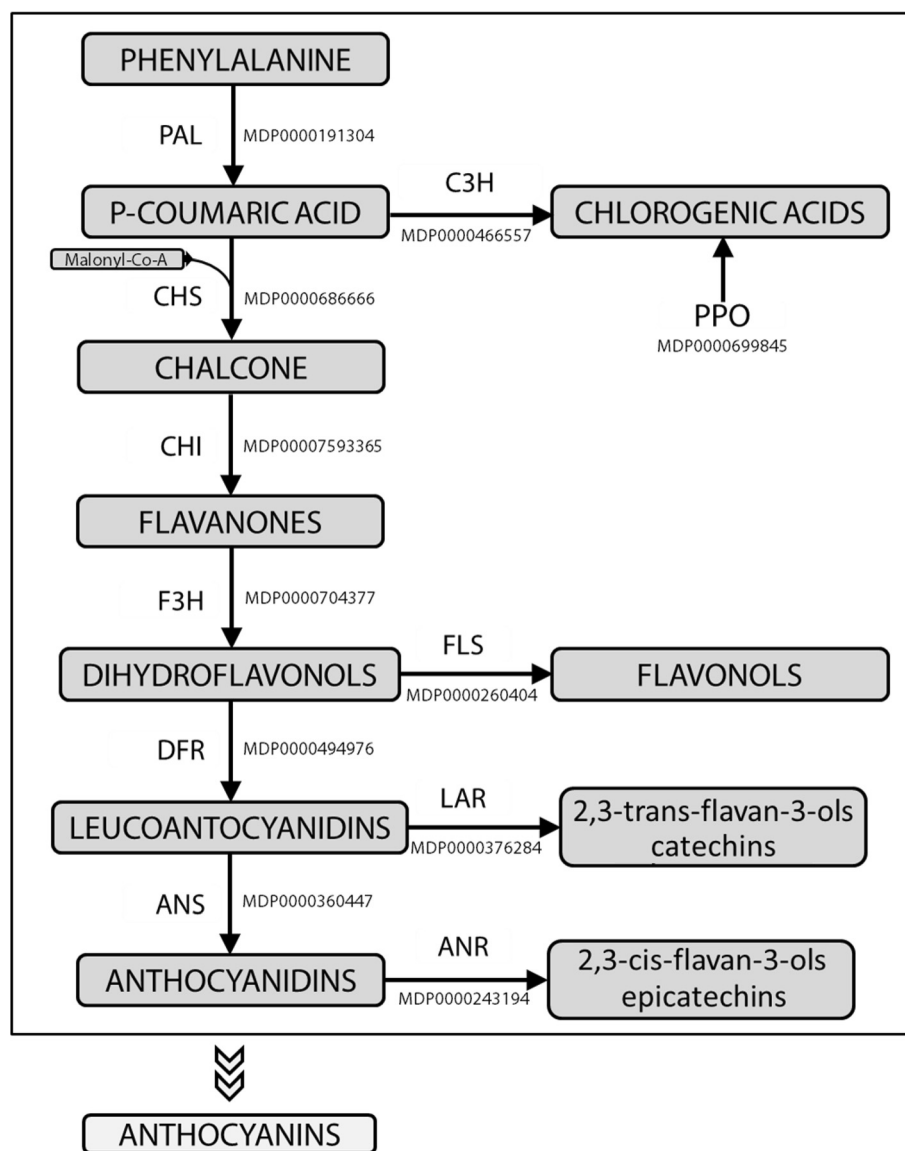 PHENYLALANINE
PAL
MDP0000191304
C3H
P-COUMARIC ACID
CHLOROGENIC ACIDS
MDP0000466557
Malonyl-Co-A
CHS
MDP0000686666
PPO
MDP0000699845
CHALCONE
CHI
MDP00007593365
FLAVANONES
F3H
MDP0000704377
FLS
DIHYDROFLAVONOLS
FLAVONOLS
MDP0000260404
DFR
MDP0000494976
LAR
LEUCOANTOCYANIDINS
2,3-trans-flavan-3-ols
catechins
MDP0000376284
ANS
MDP0000360447
ANR
ANTHOCYANIDINS
2,3-cis-flavan-3-ols
epicatechins
MDP0000243194
ANTHOCYANINS